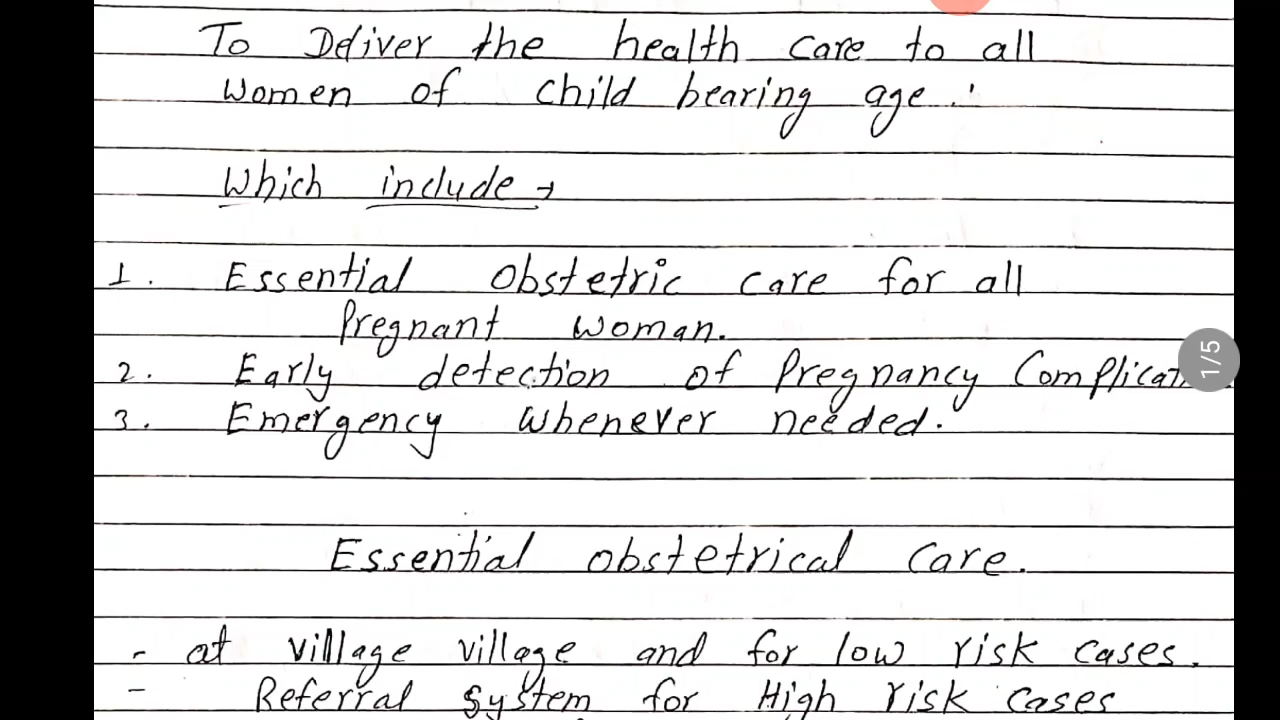 To Deliver the health care to all
women of child bearing age.
Which include →
1. Essential obstetric care for all
Pregnant woman.
2. Early detection of Pregnancy
1/5
3. Emergency whenever needed.
Essential obstetrical care.
- at village village and for low risk cases.
- Referral system for High risk cases